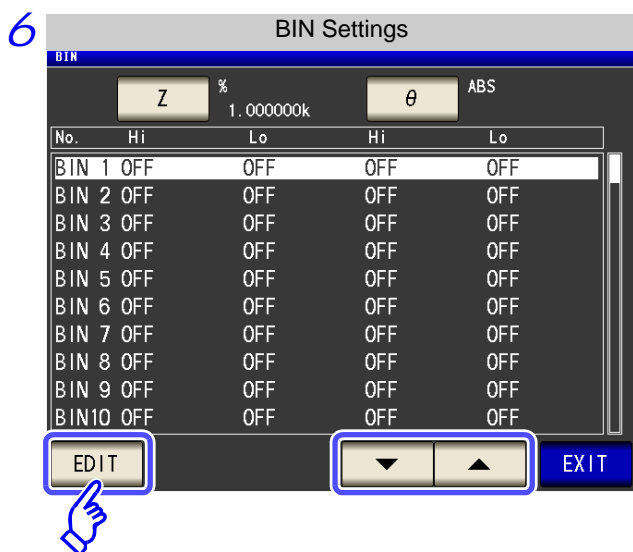 6
BIN Settings
BIN
Z % θ ABS
1.000000k
No. Hi Lo Hi Lo
BIN 1 OFF OFF OFF OFF
BIN 2 OFF OFF OFF OFF
BIN 3 OFF OFF OFF OFF
BIN 4 OFF OFF OFF OFF
BIN 5 OFF OFF OFF OFF
BIN 6 OFF OFF OFF OFF
BIN 7 OFF OFF OFF OFF
BIN 8 OFF OFF OFF OFF
BIN 9 OFF OFF OFF OFF
BIN10 OFF OFF OFF OFF
EDIT EXIT